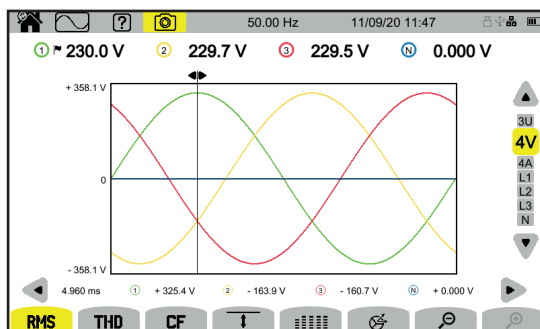 ? 50.00 Hz 11/09/20 11:47
1 230.0 V 2 229.7 V 3 229.5 V N 0.000 V
+ 358.1 V
0
- 358.1 V
3U
4V
4A
L1
L2
L3
N
4.960 ms 1 + 325.4 V 2 - 163.9 V 3 - 160.7 V N + 0.000 V
RMS THD CF